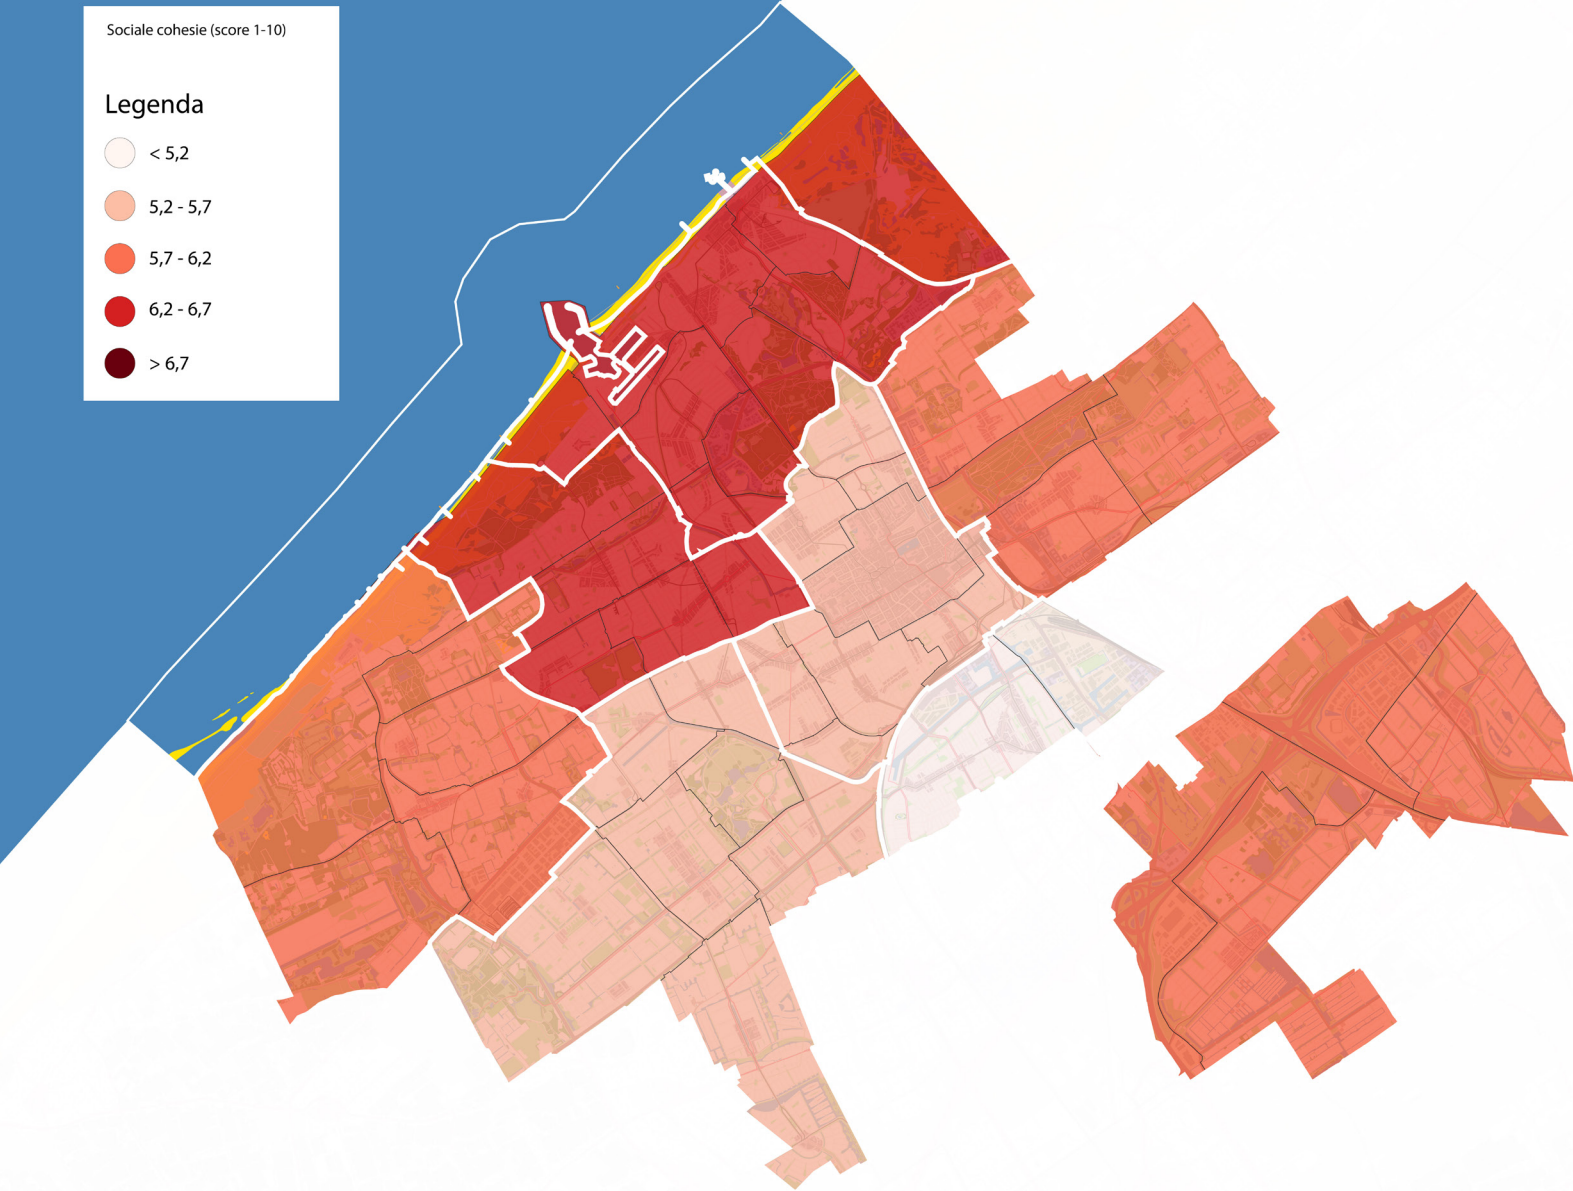 Sociale cohesie (score 1-10)
Legenda
< 5,2
5,2 - 5,7
5,7 - 6,2
6,2 - 6,7
> 6,7